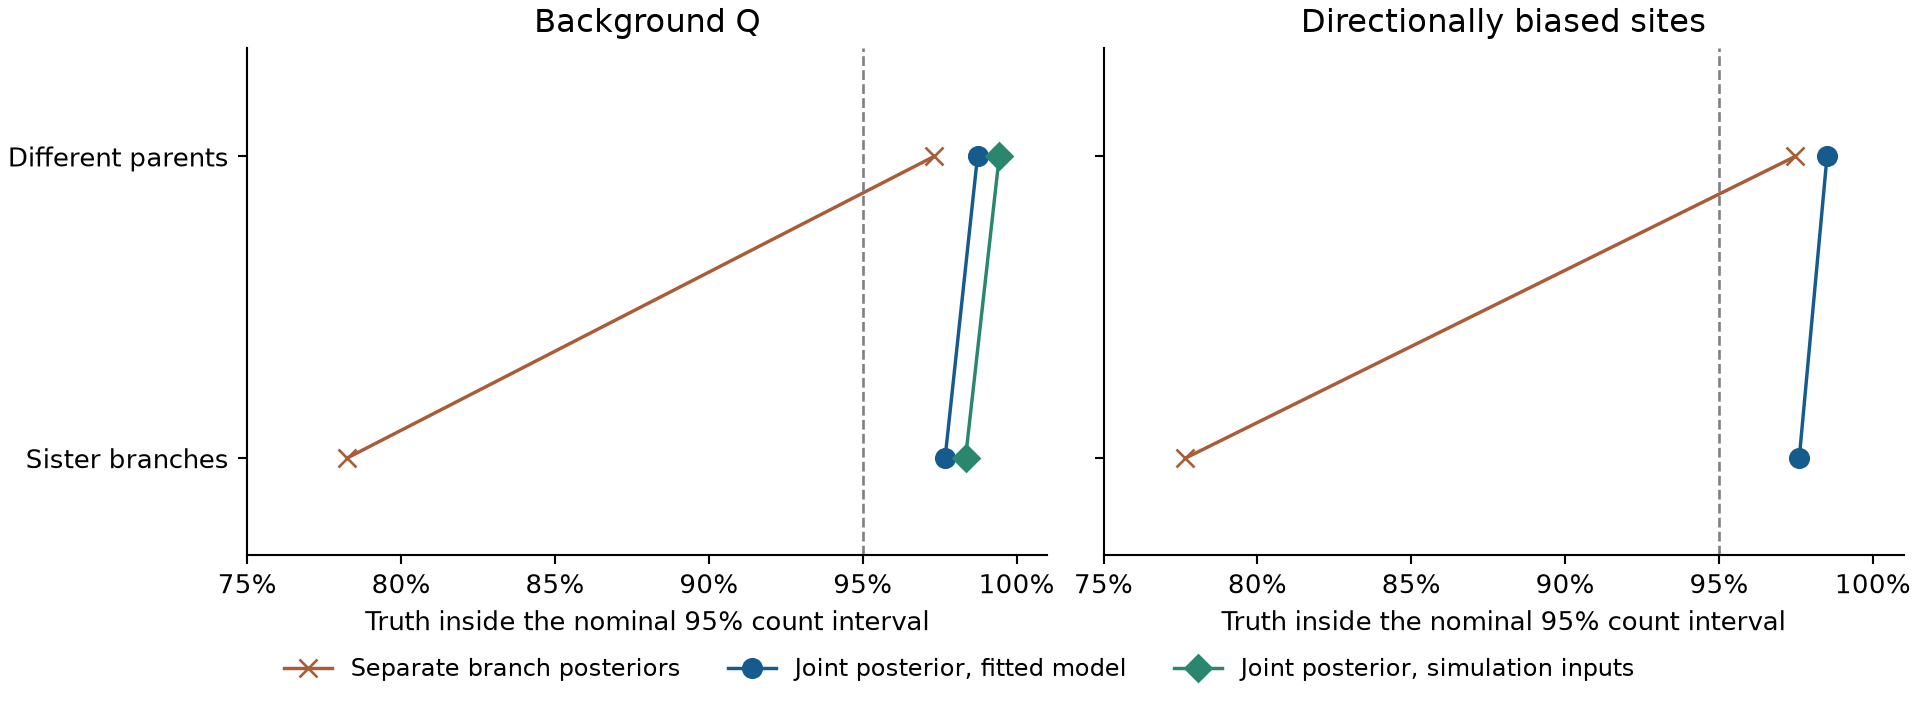 Background Q
Directionally biased sites
Different parents
Sister branches
75% 80% 85% 90% 95% 100%
75% 80% 85% 90% 95% 100%
Truth inside the nominal 95% count interval
Truth inside the nominal 95% count interval
Separate branch posteriors
Joint posterior, fitted model
Joint posterior, simulation inputs